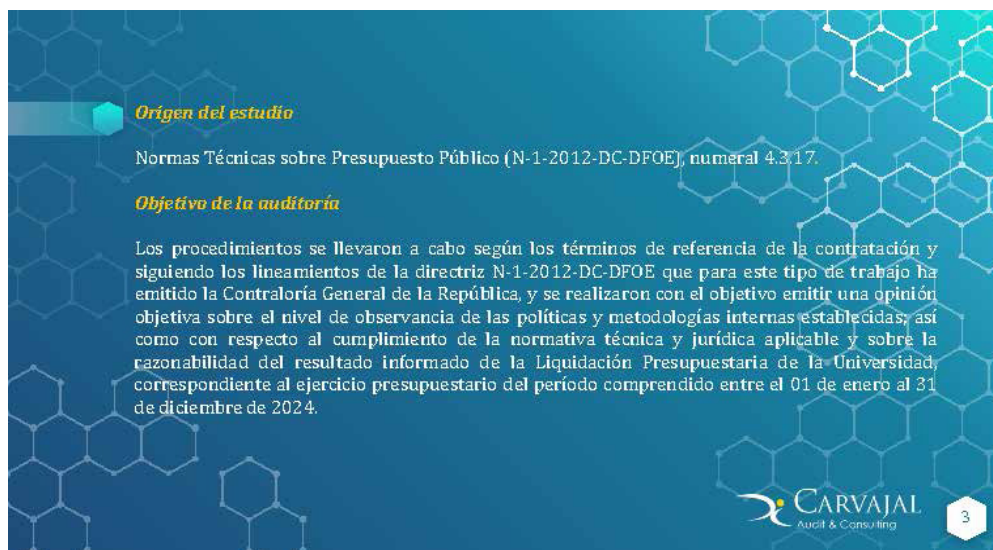 Orígen del estudio
Normas Técnicas sobre Presupuesto Público (N-1-2012-DC-DFOE), numeral 4.3.17.
Objetivo de la auditoría
Los procedimientos se llevaron a cabo según los términos de referencia de la contratación y
siguiendo los lineamientos de la directriz N-1-2012-DC-DFOE que para este tipo de trabajo ha
emitido la Contraloría General de la República, y se realizaron con el objetivo emitir una opinión
objetiva sobre el nivel de observancia de las políticas y metodologías internas establecidas; así
como con respecto al cumplimiento de la normativa técnica y jurídica aplicable y sobre la
razonabilidad del resultado informado de la Liquidación Presupuestaria de la Universidad,
correspondiente al ejercicio presupuestario del período comprendido entre el 01 de enero al 31
de diciembre de 2024.
CARVAJAL
Audit & Consulting
3